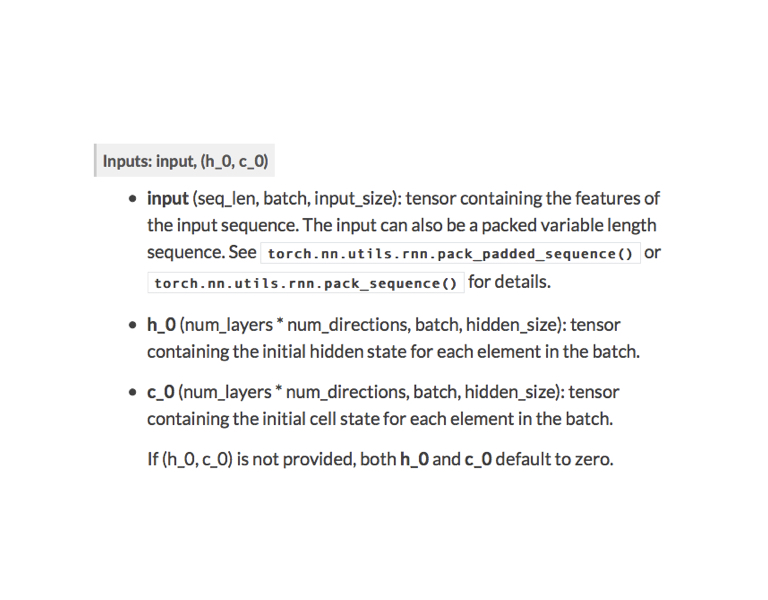 Inputs: input, (h_0, c_0)
input (seq_len, batch, input_size): tensor containing the features of
the input sequence. The input can also be a packed variable length
sequence. See torch.nn.utils.rnn.pack_padded_sequence() or
torch.nn.utils.rnn.pack_sequence() for details.
h_0 (num_layers * num_directions, batch, hidden_size): tensor
containing the initial hidden state for each element in the batch.
c_0 (num_layers * num_directions, batch, hidden_size): tensor
containing the initial cell state for each element in the batch.
If (h_0, c_0) is not provided, both h_0 and c_0 default to zero.